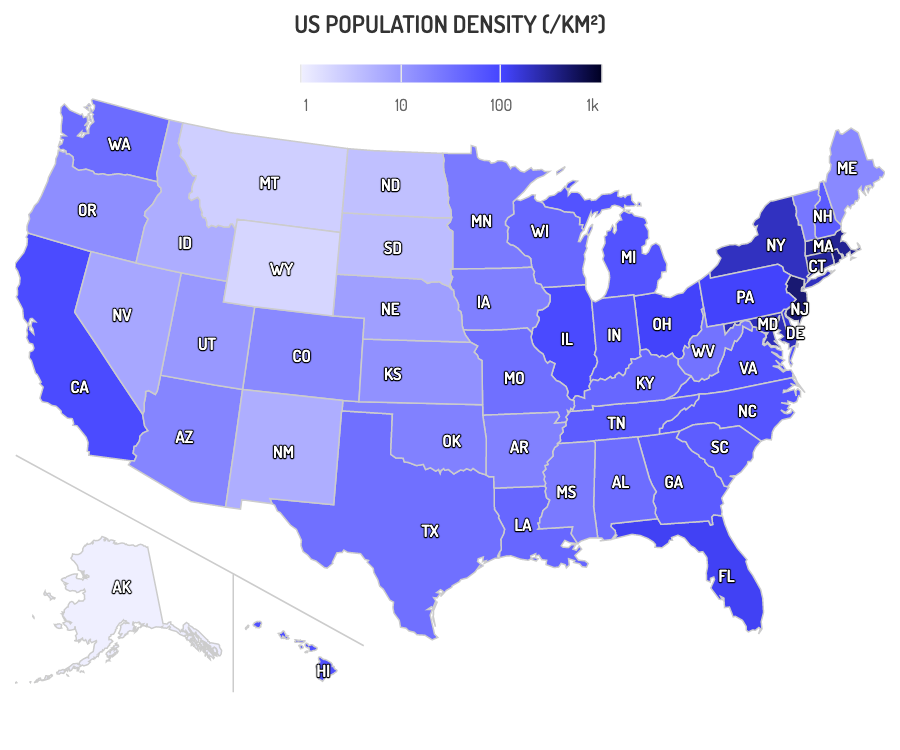 US POPULATION DENSITY (/KM²)
1 10 100 1k
WA
MT
ND
ME
OR
MN
NH
ID
SD
WI
NY
MA
WY
MI
CT
NV
NE
IA
PA
NJ
UT
CO
IL
IN
OH
MD
DE
CA
KS
MO
KY
WV
VA
AZ
NM
OK
AR
TN
NC
SC
MS
AL
GA
TX
LA
FL
AK
HI